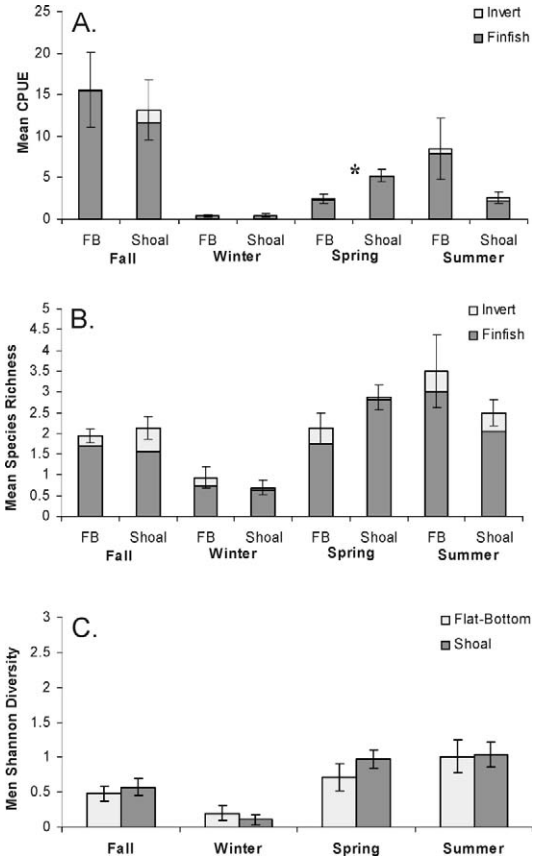 A.
Invert
Finfish
Mean CPUE
25
20
15
10
5
0
*
FB Shoal FB Shoal FB Shoal FB Shoal
Fall Winter Spring Summer
B.
Invert
Finfish
Mean Species Richness
5
4.5
4
3.5
3
2.5
2
1.5
1
0.5
0
FB Shoal FB Shoal FB Shoal FB Shoal
Fall Winter Spring Summer
C.
Flat-Bottom
Shoal
Men Shannon Diversity
3
2.5
2
1.5
1
0.5
0
Fall Winter Spring Summer